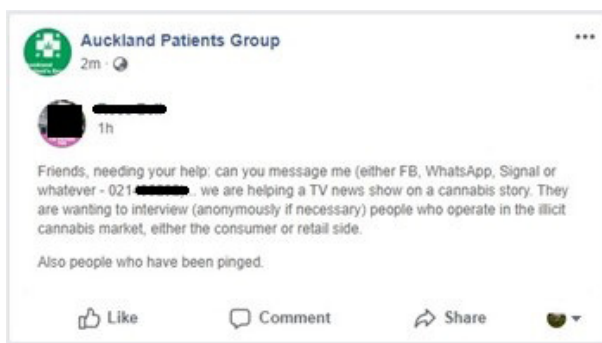 Auckland Patients Group
2m
1h
Friends, needing your help: can you message me (either FB, WhatsApp, Signal or
whatever - 021- .. we are helping a TV news show on a cannabis story. They
are wanting to interview (anonymously if necessary) people who operate in the illicit
cannabis market, either the consumer or retail side.
Also people who have been pinged.
Like Comment Share